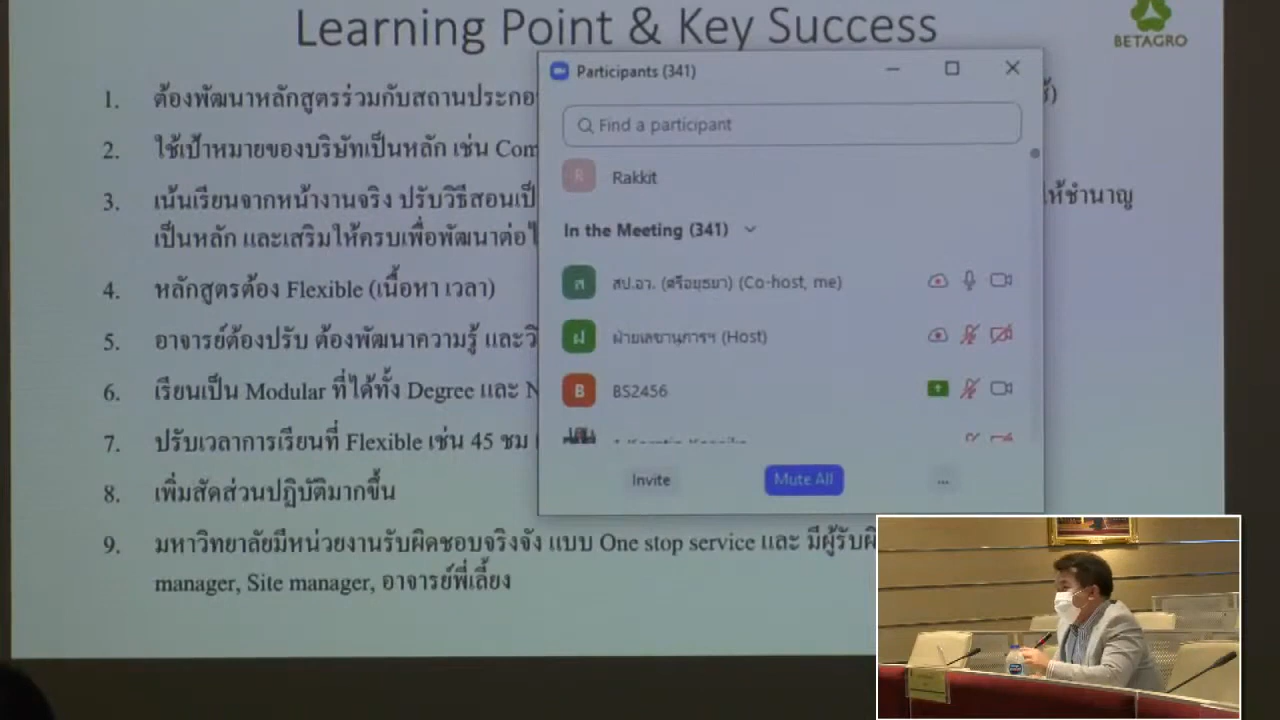 Learning Point & Key Success
BETAGRO
1. ต้องพัฒนาหลักสูตรร่วมกับสถานประกอ
2. ใช้เป้าหมายของบริษัทเป็นหลัก เช่น Com
3. เน้นเรียนจากหน้างานจริง ปรับวิธีสอนเป็ ห้ชำนาญ
เป็นหลัก และเสริมให้ครบเพื่อพัฒนาต่อไ
4. หลักสูตรต้อง Flexible (เนื้อหา เวลา)
5. อาจารย์ต้องปรับ ต้องพัฒนาความรู้ และวิ
6. เรียนเป็น Modular ที่ได้ทั้ง Degree และ N
7. ปรับเวลาการเรียนที่ Flexible เช่น 45 ชม
8. เพิ่มสัดส่วนปฏิบัติมากขึ้น
9. มหาวิทยาลัยมีหน่วยงานรับผิดชอบจริงจัง แบบ One stop service และ มีผู้รับผิ
manager, Site manager, อาจารย์พี่เลี้ยง
Participants (341)
Find a participant
R Rakkit
In the Meeting (341)
ส สป.อว. (ศรีอยุธยา) (Co-host, me)
ฝ ฝ่ายเลขานุการฯ (Host)
B BS2456
Invite
Mute All
...